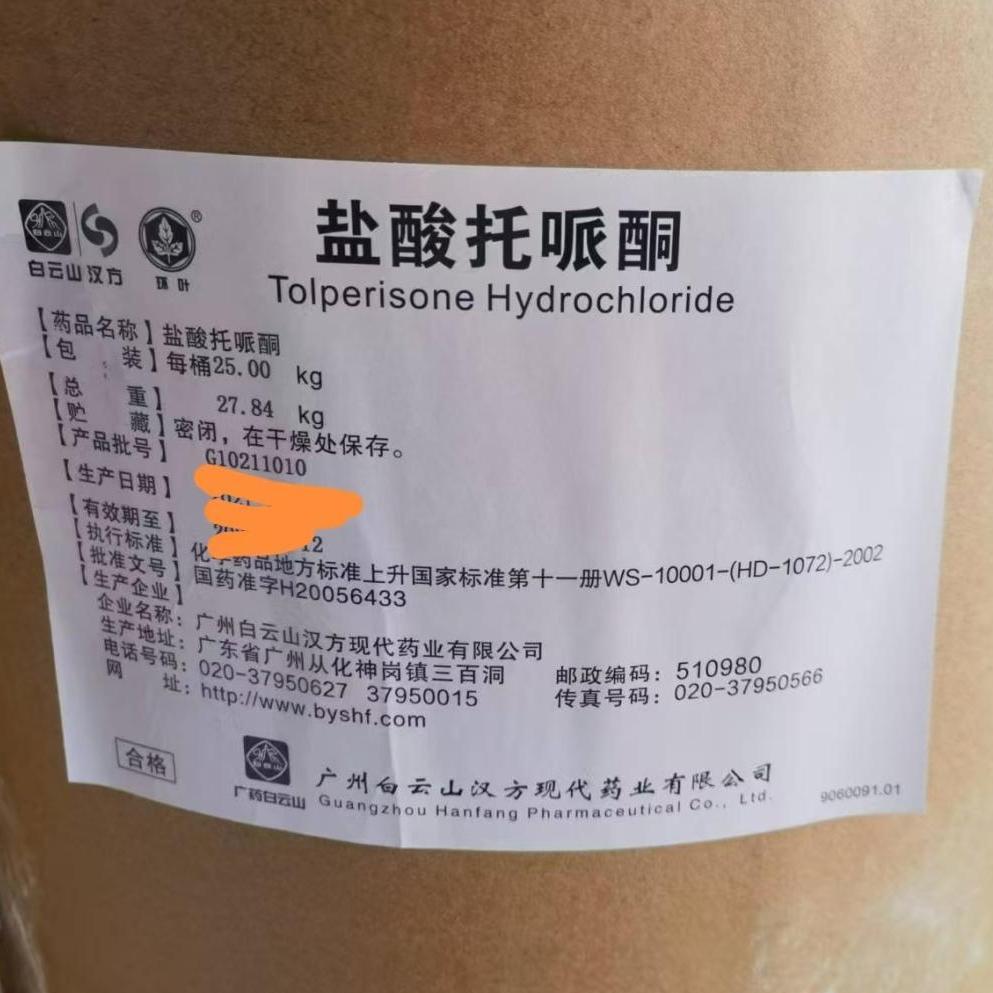 盐酸托哌酮
Tolperisone Hydrochloride
白云山
白云山汉方
环叶
®
【药品名称】盐酸托哌酮
【包 装】每桶25.00 kg
【总 重】 27.84 kg
【贮 藏】密闭，在干燥处保存。
【产品批号】 G10211010
【生产日期】
【有效期至】 12
【执行标准】化学药品地方标准上升国家标准第十一册WS-10001-(HD-1072)-2002
【批准文号】国药准字H20056433
【生产企业】
企业名称：广州白云山汉方现代药业有限公司
生产地址：广东省广州从化神岗镇三百洞 邮政编码：510980
电话号码：020-37950627 37950015 传真号码：020-37950566
网 址：http://www.byshf.com
合格
白云山
广药白云山
广州白云山汉方现代药业有限公司
Guangzhou Hanfang Pharmaceutical Co., Ltd.
9060091.01